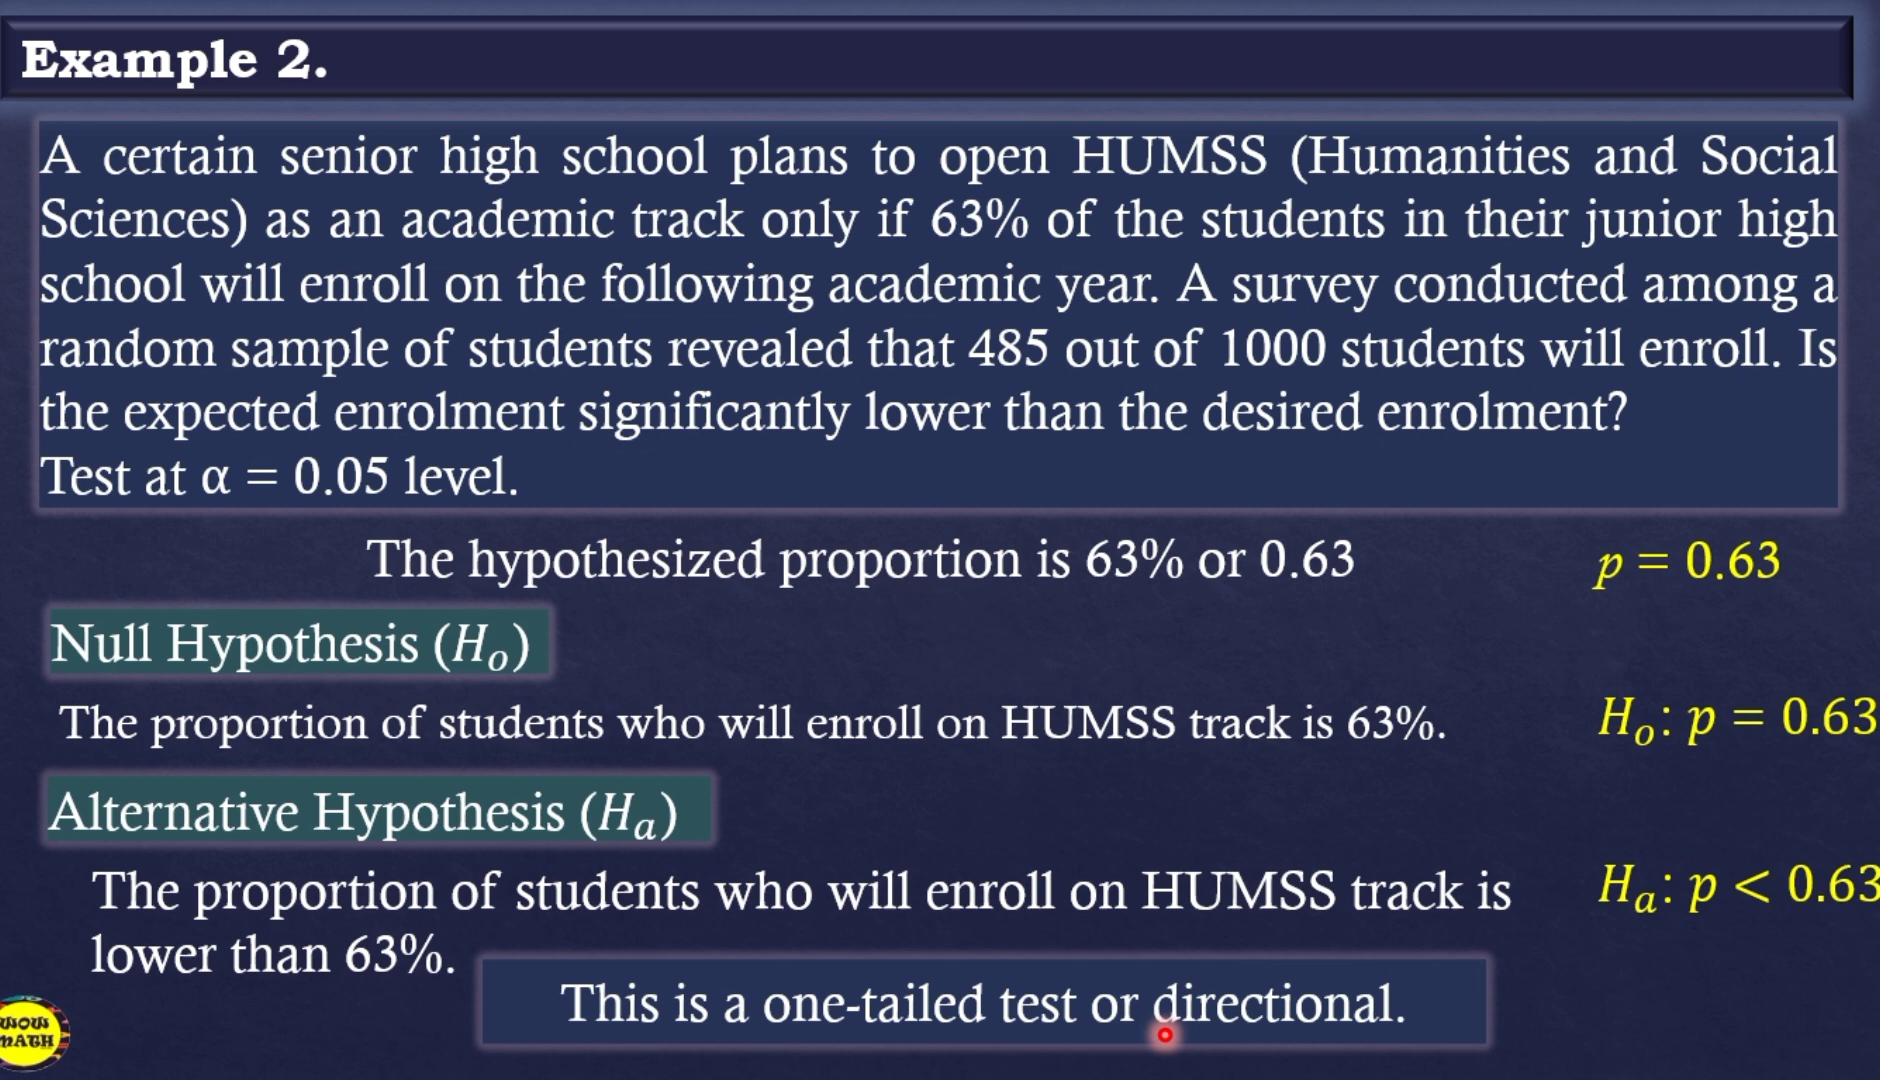 Example 2.
A certain senior high school plans to open HUMSS (Humanities and Social
Sciences) as an academic track only if 63% of the students in their junior high
school will enroll on the following academic year. A survey conducted among a
random sample of students revealed that 485 out of 1000 students will enroll. Is
the expected enrolment significantly lower than the desired enrolment?
Test at α = 0.05 level.
The hypothesized proportion is 63% or 0.63 p = 0.63
Null Hypothesis (Hₒ)
The proportion of students who will enroll on HUMSS track is 63%. Hₒ: p = 0.63
Alternative Hypothesis (Hₐ)
The proportion of students who will enroll on HUMSS track is Hₐ: p < 0.63
lower than 63%.
This is a one-tailed test or directional.
WOW
MATH